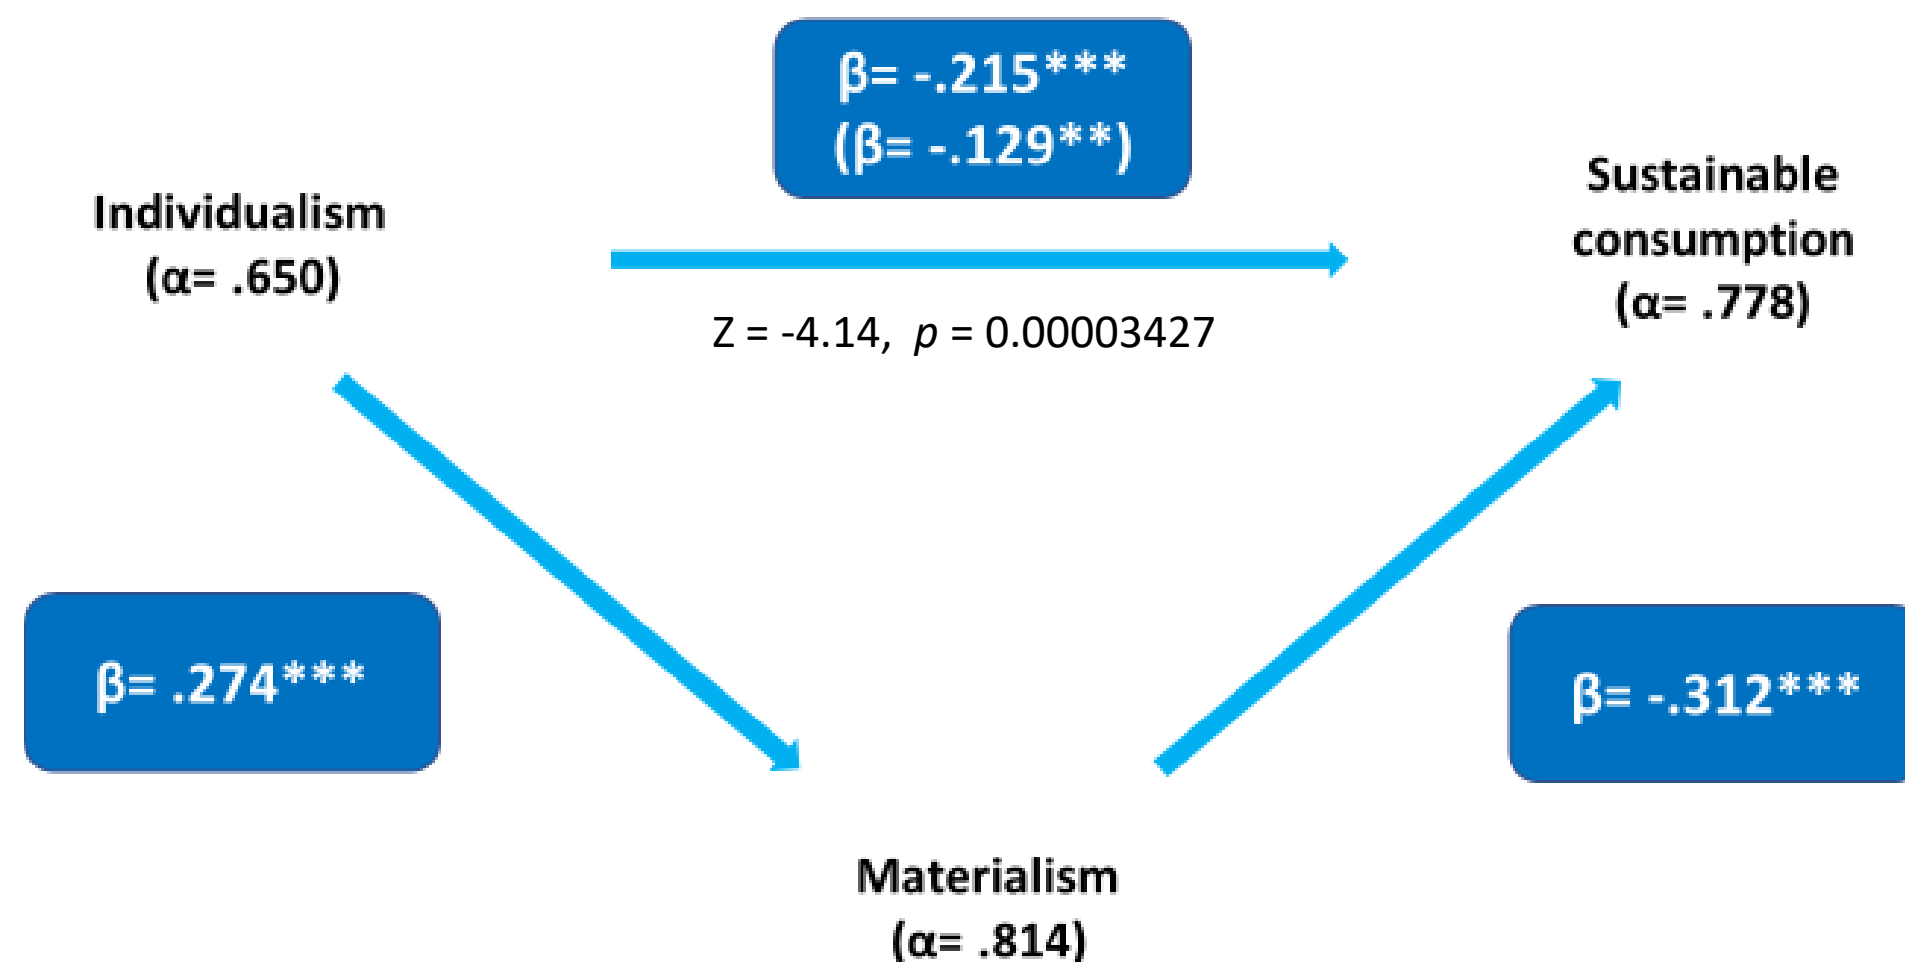 β= -.215***
(β= -.129**)
Individualism
(α= .650)
Sustainable
consumption
(α= .778)
Z = -4.14, p = 0.00003427
β= .274***
β= -.312***
Materialism
(α= .814)